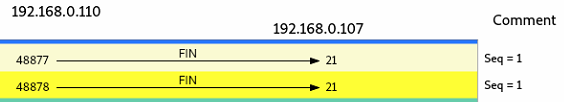 192.168.0.110
192.168.0.107
Comment
48877 FIN 21 Seq = 1
48878 FIN 21 Seq = 1